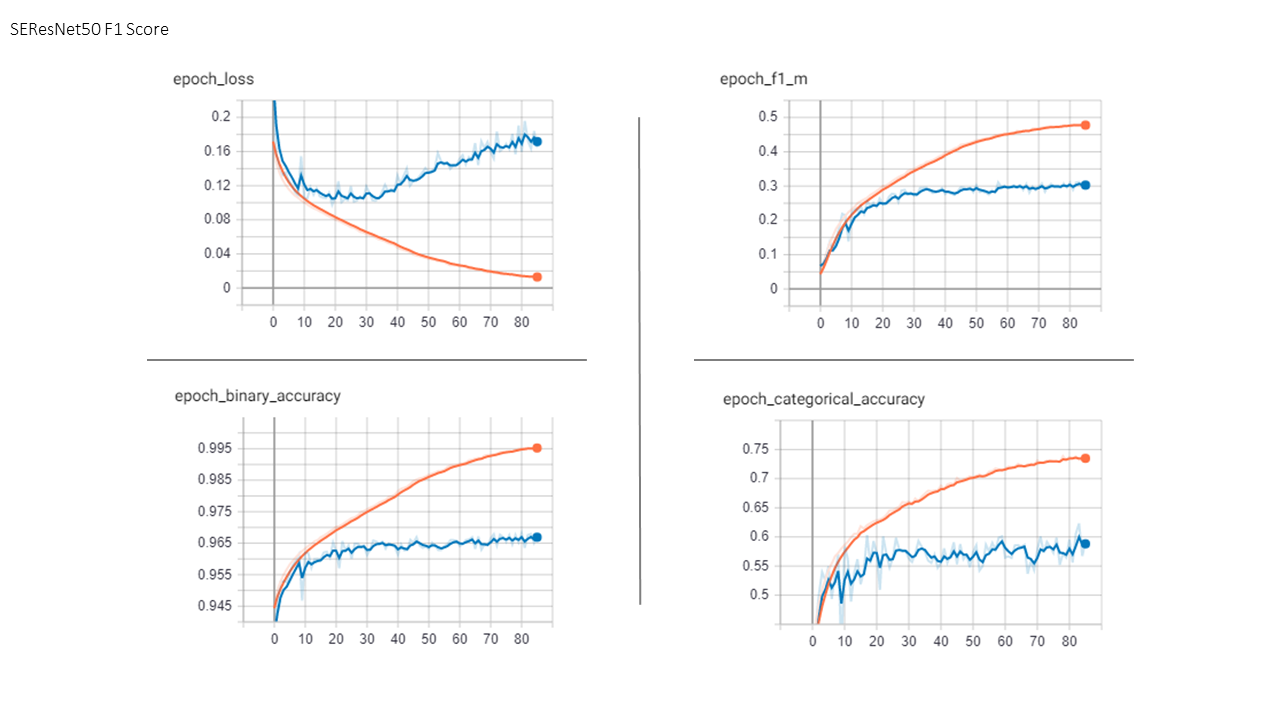 SEResNet50 F1 Score
epoch_loss
0.2
0.16
0.12
0.08
0.04
0
0 10 20 30 40 50 60 70 80
epoch_f1_m
0.5
0.4
0.3
0.2
0.1
0
0 10 20 30 40 50 60 70 80
epoch_binary_accuracy
0.995
0.985
0.975
0.965
0.955
0.945
0 10 20 30 40 50 60 70 80
epoch_categorical_accuracy
0.75
0.7
0.65
0.6
0.55
0.5
0 10 20 30 40 50 60 70 80